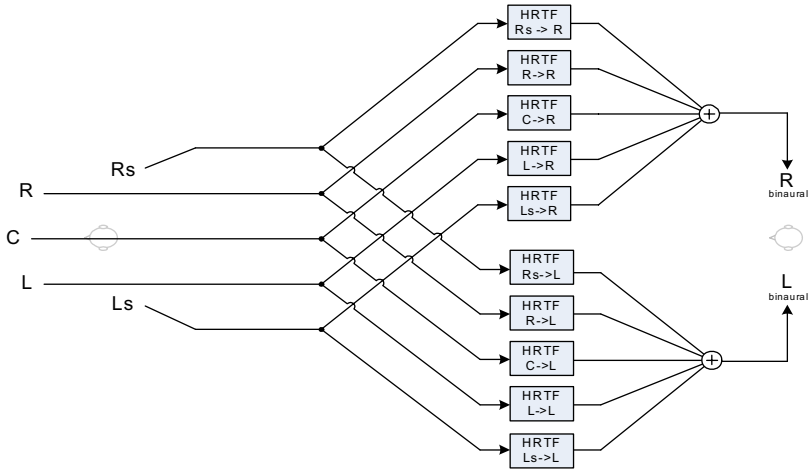 Rs
R
C
L
Ls
HRTF
Rs -> R
HRTF
R->R
HRTF
C->R
HRTF
L->R
HRTF
Ls->R
HRTF
Rs->L
HRTF
R->L
HRTF
C->L
HRTF
L->L
HRTF
Ls->L
+
+
R
binaural
L
binaural